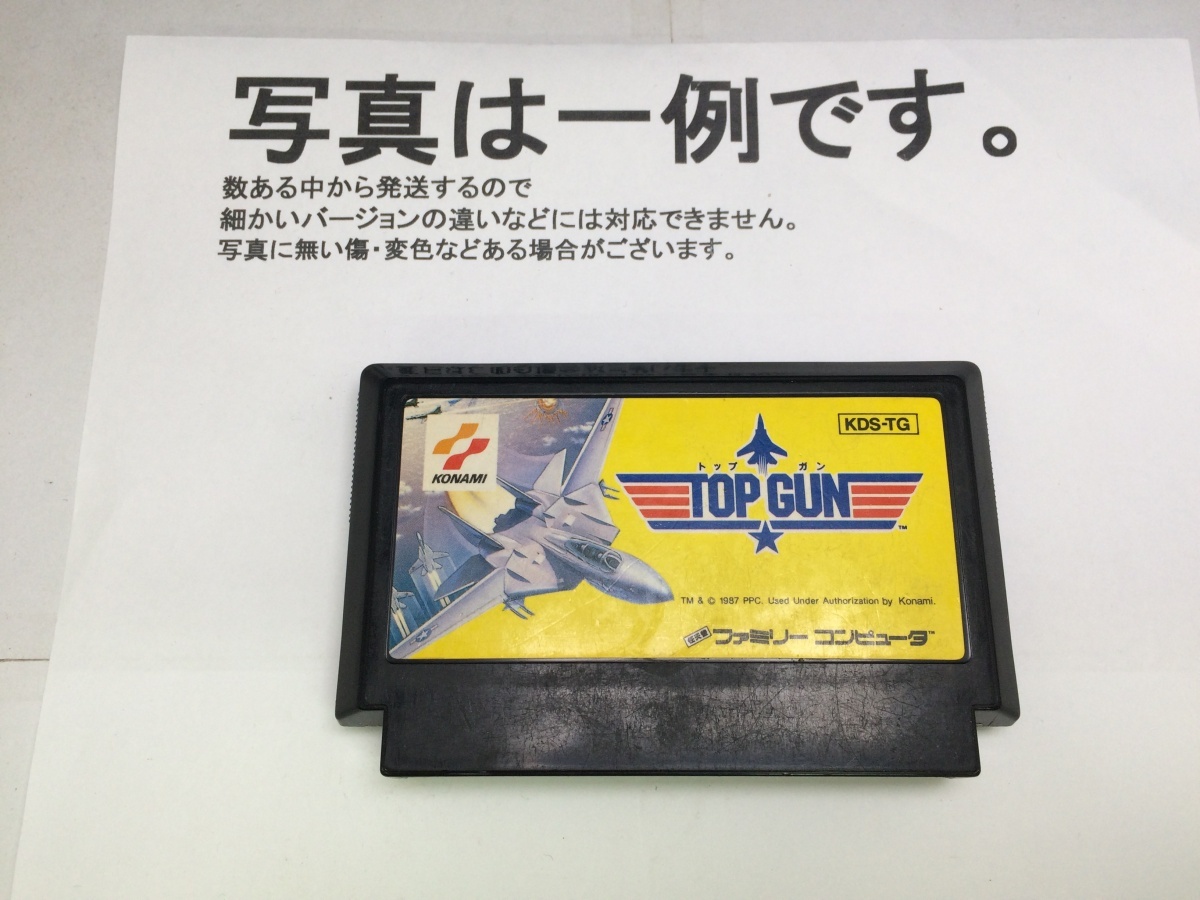 写真は一例です。
数ある中から発送するので
細かいバージョンの違いなどには対応できません。
写真に無い傷・変色などある場合がございます。
KONAMI
KDS-TG
トップ ガン
TOP GUN™
TM & © 1987 PPC. Used Under Authorization by Konami.
ファミリーコンピュータ™